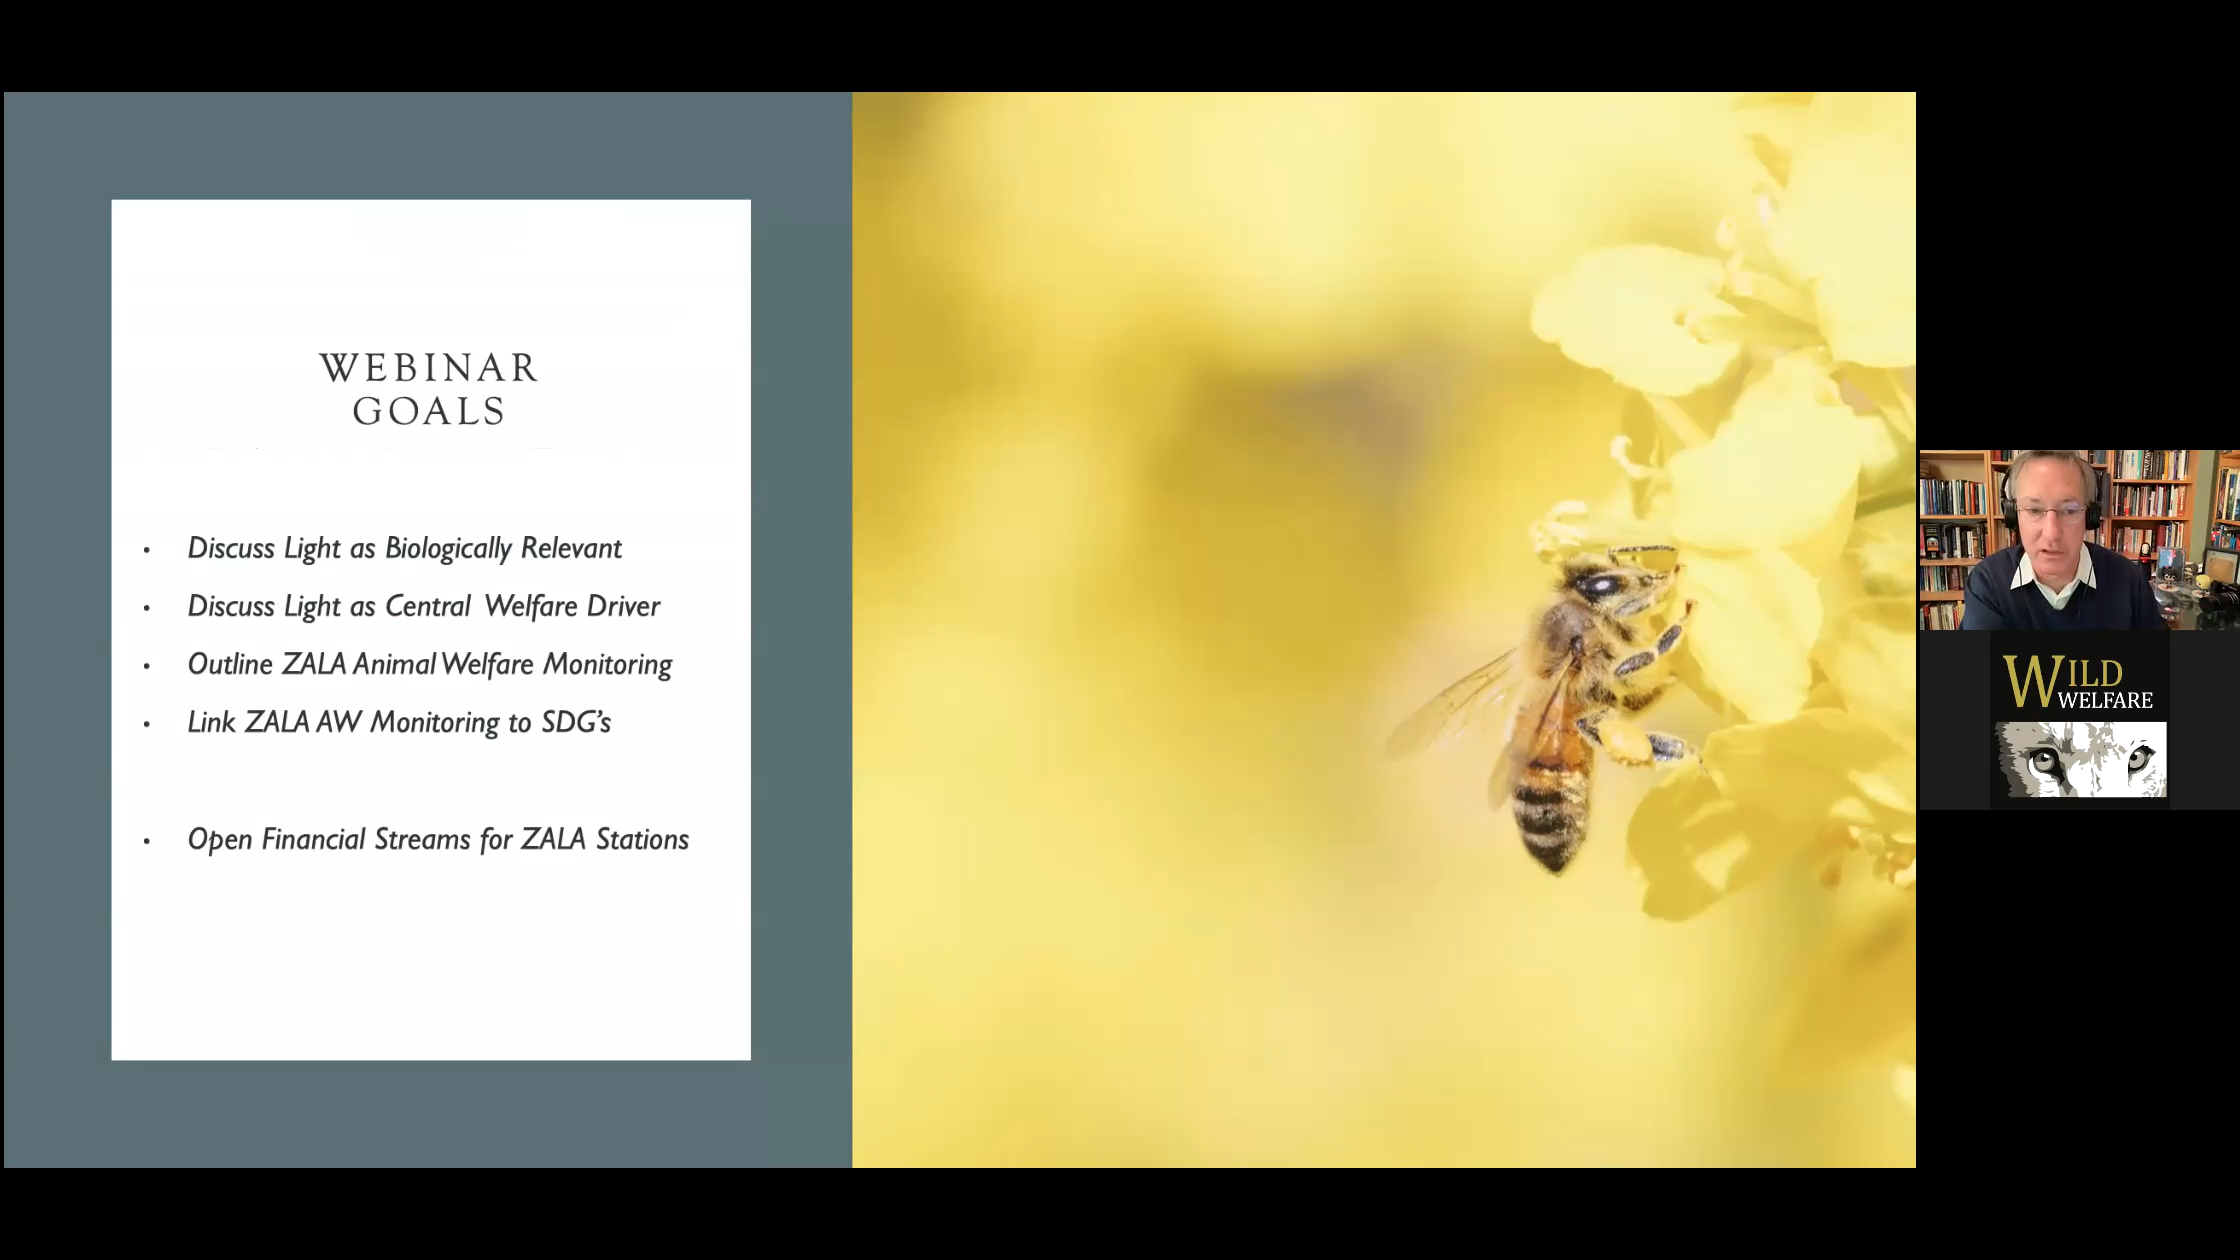 WEBINAR
GOALS
• Discuss Light as Biologically Relevant
• Discuss Light as Central Welfare Driver
• Outline ZALA Animal Welfare Monitoring
• Link ZALA AW Monitoring to SDG’s
• Open Financial Streams for ZALA Stations
WILD
WELFARE